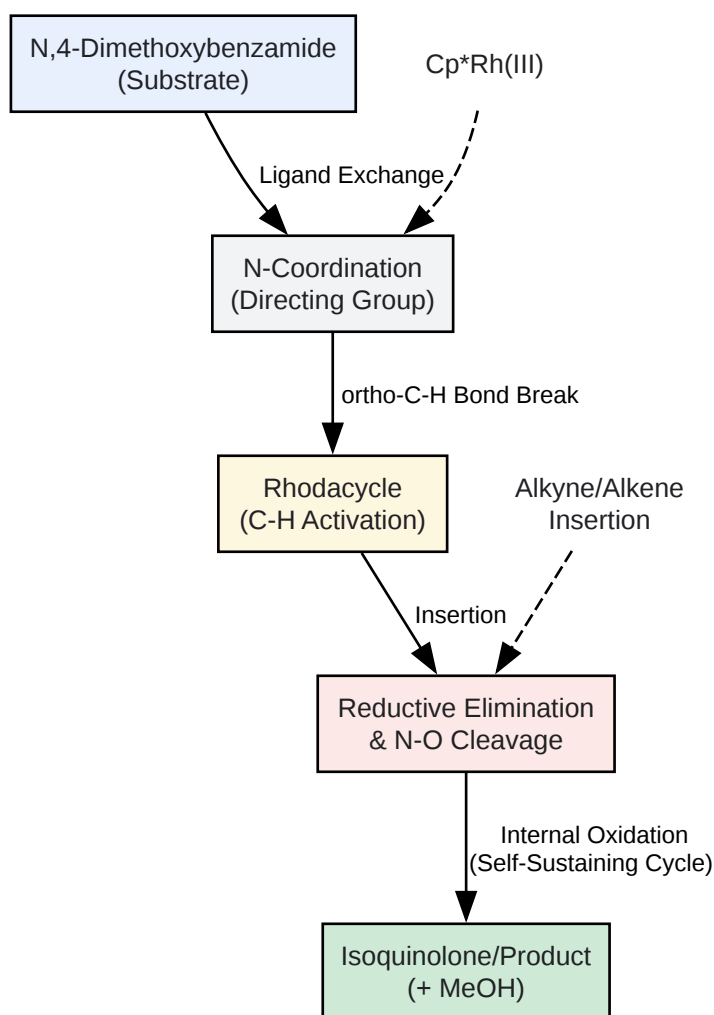 N,4-Dimethoxybenzamide
(Substrate)
Cp*Rh(III)
Ligand Exchange
N-Coordination
(Directing Group)
ortho-C-H Bond Break
Rhodacycle
(C-H Activation)
Alkyne/Alkene
Insertion
Insertion
Reductive Elimination
& N-O Cleavage
Internal Oxidation
(Self-Sustaining Cycle)
Isoquinolone/Product
(+ MeOH)